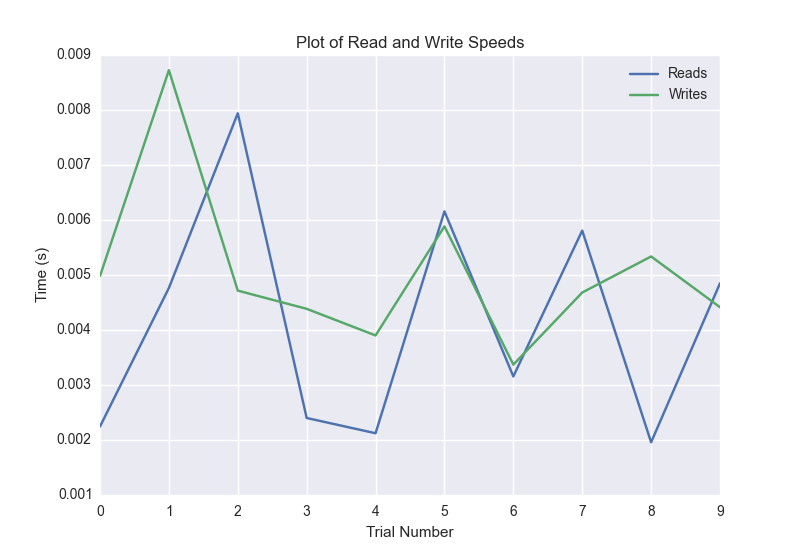 Plot of Read and Write Speeds
Reads
Writes
Time (s)
0.009
0.008
0.007
0.006
0.005
0.004
0.003
0.002
0.001
0 1 2 3 4 5 6 7 8 9
Trial Number